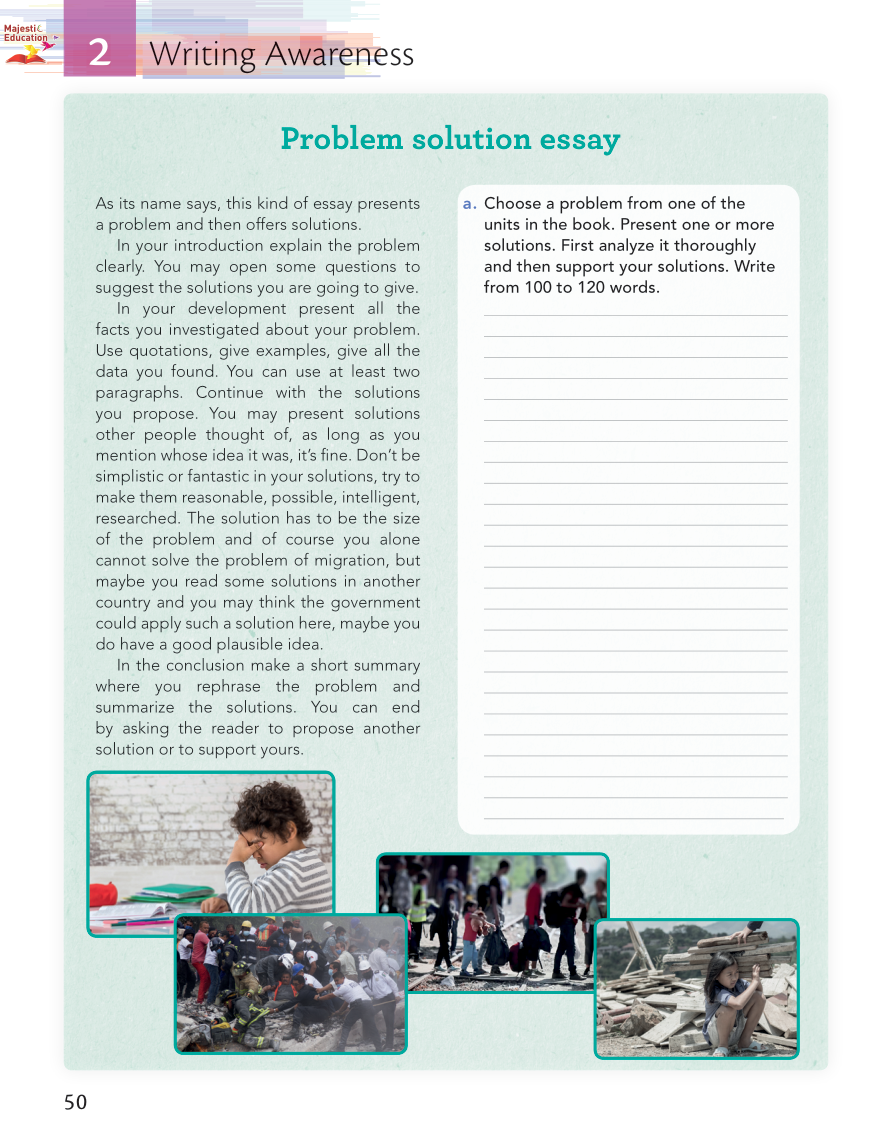 Majestic
Education
2 Writing Awareness
Problem solution essay
As its name says, this kind of essay presents
a problem and then offers solutions.
In your introduction explain the problem
clearly. You may open some questions to
suggest the solutions you are going to give.
In your development present all the
facts you investigated about your problem.
Use quotations, give examples, give all the
data you found. You can use at least two
paragraphs. Continue with the solutions
you propose. You may present solutions
other people thought of, as long as you
mention whose idea it was, it's fine. Don't be
simplistic or fantastic in your solutions, try to
make them reasonable, possible, intelligent,
researched. The solution has to be the size
of the problem and of course you alone
cannot solve the problem of migration, but
maybe you read some solutions in another
country and you may think the government
could apply such a solution here, maybe you
do have a good plausible idea.
In the conclusion make a short summary
where you rephrase the problem and
summarize the solutions. You can end
by asking the reader to propose another
solution or to support yours.
a. Choose a problem from one of the
units in the book. Present one or more
solutions. First analyze it thoroughly
and then support your solutions. Write
from 100 to 120 words.
50